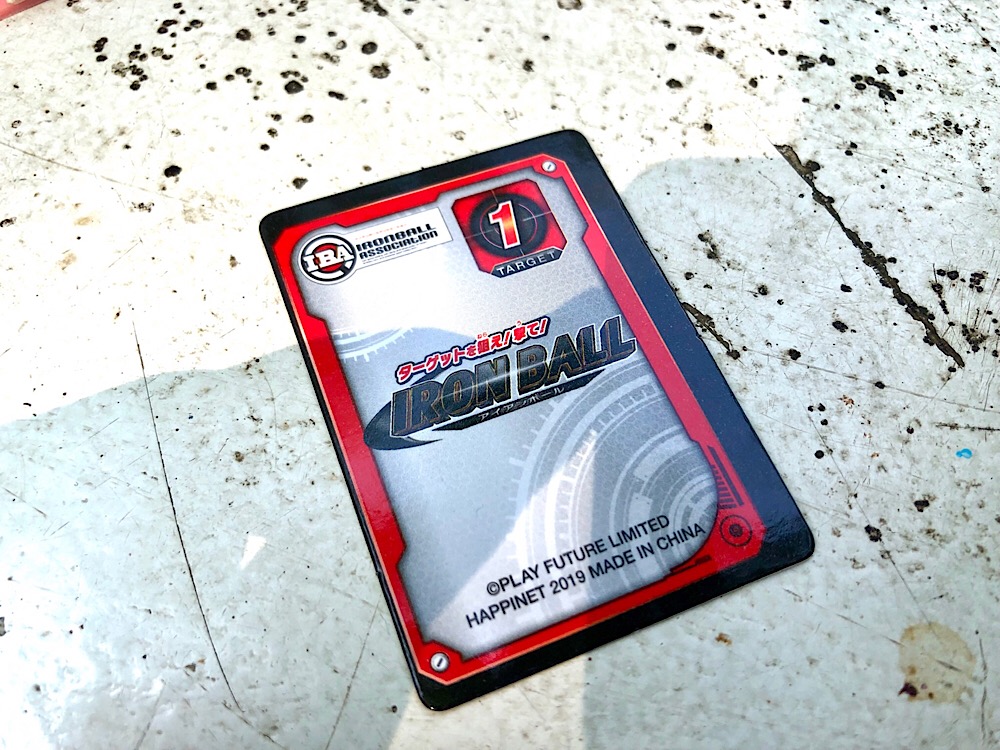 IBA
IRONBALL
ASSOCIATION
1
TARGET
ターゲットを狙え!撃て!
IRON BALL
アイアンボール
©PLAY FUTURE LIMITED
HAPPINET 2019 MADE IN CHINA